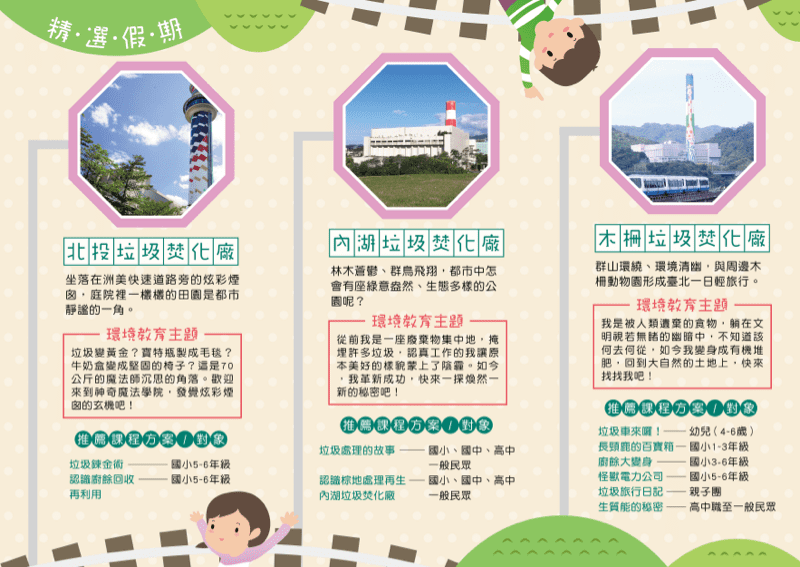 精·選·假·期
北投垃圾焚化廠
坐落在洲美快速道路旁的炫彩煙
囪，庭院裡一櫃櫃的田園是都市
靜謐的一角。
環境教育主題
垃圾變黃金？寶特瓶製成毛毯？
牛奶盒變成堅固的椅子？這是70
公斤的魔法師沉思的角落。歡迎
來到神奇魔法學院，發覺炫彩煙
囪的玄機吧！
推薦課程方案/對象
垃圾鍊金術 —— 國小5-6年級
認識廚餘回收 —— 國小5-6年級
再利用
內湖垃圾焚化廠
林木蒼鬱、群鳥飛翔，都市中怎
會有座綠意盎然、生態多樣的公
園呢？
環境教育主題
從前我是一座廢棄物集中地，掩
埋許多垃圾，認真工作的我讓原
本美好的樣貌蒙上了陰霾。如今
，我革新成功，快來一探煥然一
新的秘密吧！
推薦課程方案/對象
垃圾處理的故事 —— 國小、國中、高中
一般民眾
認識棕地處理再生 — 國小、國中、高中
內湖垃圾焚化廠 一般民眾
木柵垃圾焚化廠
群山環繞、環境清幽，與周邊木
柵動物園形成臺北一日輕旅行。
環境教育主題
我是被人類遺棄的食物，躺在文
明視若無睹的幽暗中，不知道該
何去何從，如今我變身成有機堆
肥，回到大自然的土地上，快來
找找我吧！
推薦課程方案/對象
垃圾車來囉！—— 幼兒（4-6歲）
長頸鹿的百寶箱 — 國小1-3年級
廚餘大變身 —— 國小3-6年級
怪獸電力公司 —— 國小5-6年級
垃圾旅行日記 —— 親子團
生質能的秘密 —— 高中職至一般民眾